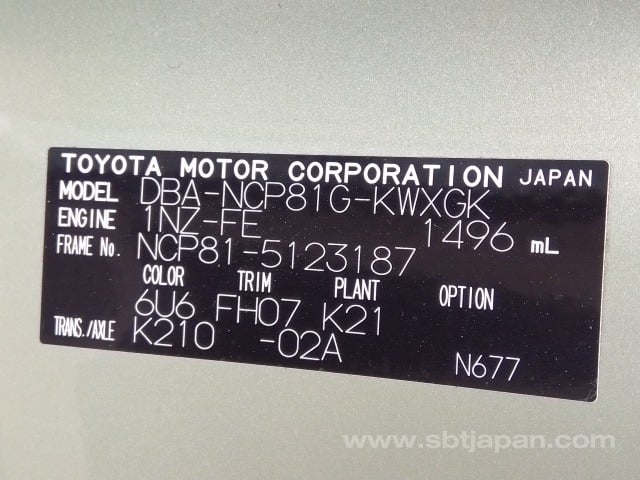 TOYOTA MOTOR CORPORATION JAPAN
MODEL DBA-NCP81G-KWXGK
ENGINE 1NZ-FE 1496 mL
FRAME No. NCP81-5123187
COLOR TRIM PLANT OPTION
6U6 FH07 K21
TRANS./AXLE K210 -02A
N677
www.sbtjapan.com